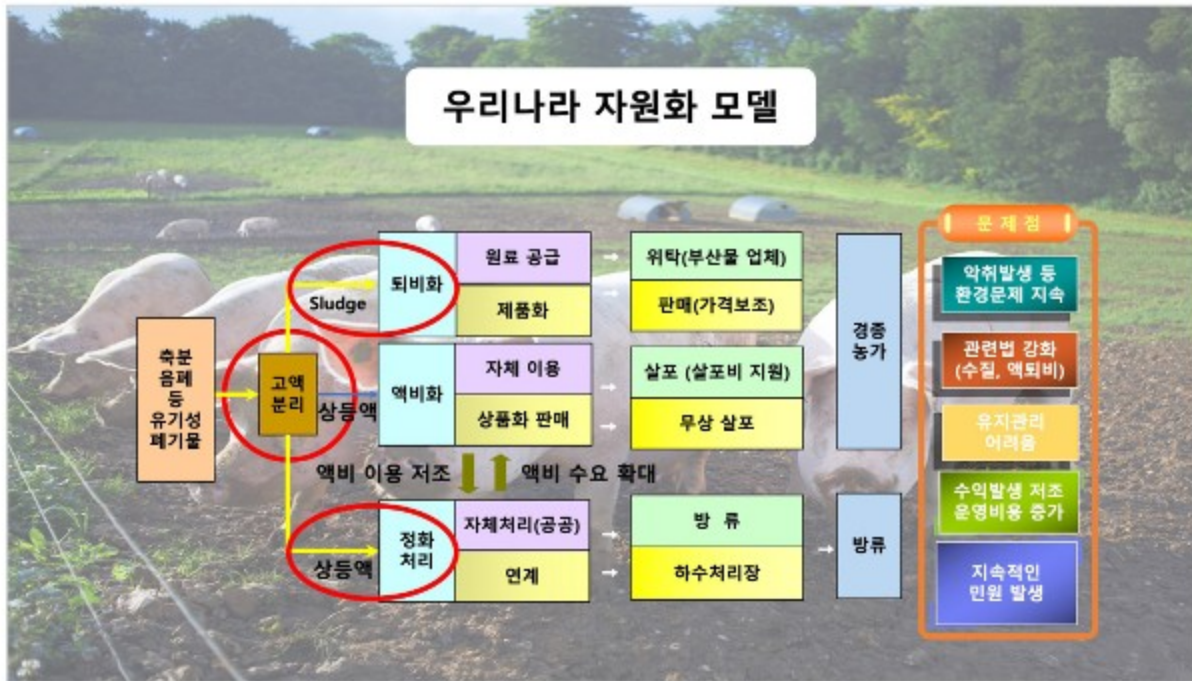 우리나라 자원화 모델
축분
음폐
등
유기성
폐기물
고액
분리
Sludge
상등액
상등액
퇴비화
원료 공급
제품화
위탁(부산물 업체)
판매(가격보조)
액비화
자체 이용
상품화 판매
살포 (살포비 지원)
무상 살포
경종
농가
액비 이용 저조
액비 수요 확대
정화
처리
자체처리(공공)
연계
방 류
하수처리장
방류
문 제 점
악취발생 등
환경문제 지속
관련법 강화
(수질, 액퇴비)
유지관리
어려움
수익발생 저조
운영비용 증가
지속적인
민원 발생